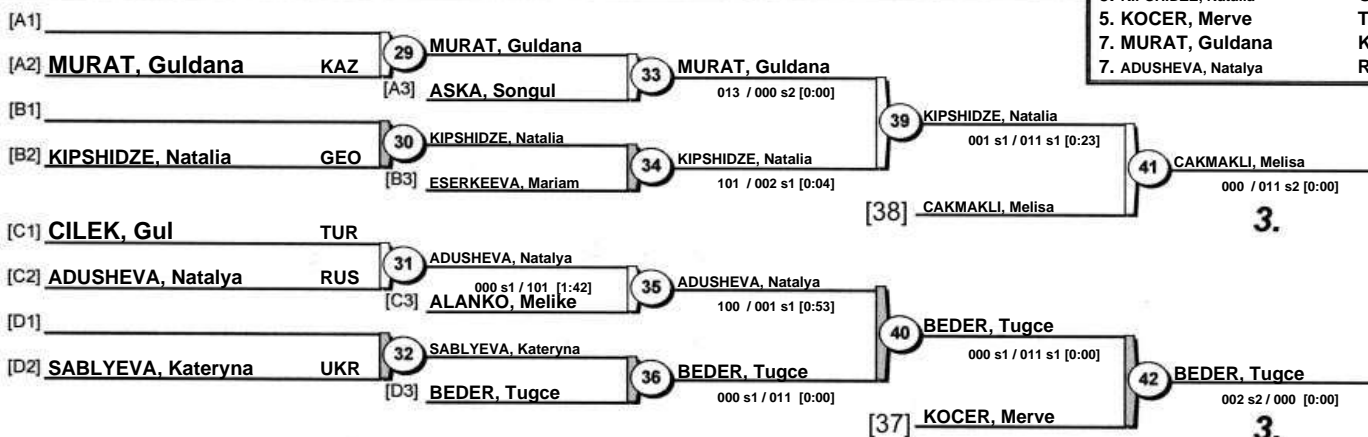 5. KOCER, Merve T
7. MURAT, Guldana K
7. ADUSHEVA, Natalya R
[A1]
[A2] MURAT, Guldana KAZ
29 MURAT, Guldana
[A3] ASKA, Songul
33 MURAT, Guldana
013 / 000 s2 [0:00]
[B1]
[B2] KIPSHIDZE, Natalia GEO
30 KIPSHIDZE, Natalia
[B3] ESERKEEVA, Mariam
34 KIPSHIDZE, Natalia
101 / 002 s1 [0:04]
39 KIPSHIDZE, Natalia
001 s1 / 011 s1 [0:23]
[38] CAKMAKLI, Melisa
41 CAKMAKLI, Melisa
000 / 011 s2 [0:00]
3.
[C1] CILEK, Gul TUR
[C2] ADUSHEVA, Natalya RUS
31 ADUSHEVA, Natalya
000 s1 / 101 [1:42]
[C3] ALANKO, Melike
35 ADUSHEVA, Natalya
100 / 001 s1 [0:53]
[D1]
[D2] SABLYEVA, Kateryna UKR
32 SABLYEVA, Kateryna
[D3] BEDER, Tugce
36 BEDER, Tugce
000 s1 / 011 [0:00]
40 BEDER, Tugce
000 s1 / 011 s1 [0:00]
[37] KOCER, Merve
42 BEDER, Tugce
002 s2 / 000 [0:00]
3.